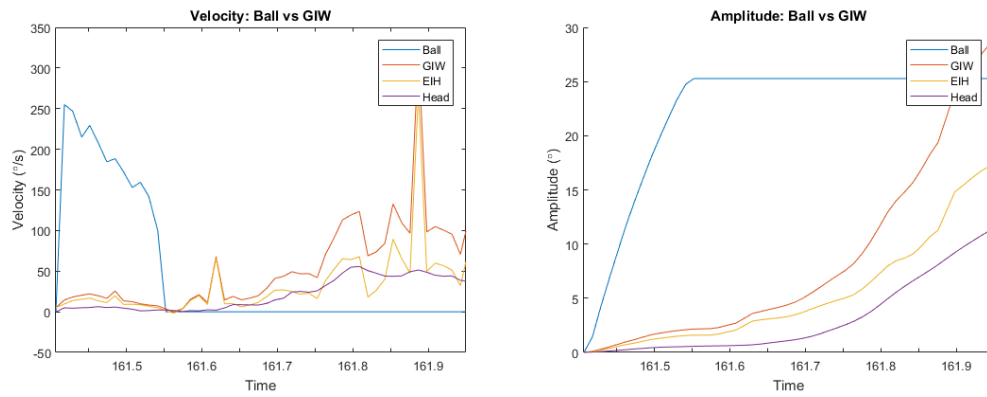 Velocity: Ball vs GIW
350
300
250
200
150
100
50
0
-50
Velocity (°/s)
161.5
161.6
161.7
161.8
161.9
Time
Ball
GIW
EIH
Head
Amplitude: Ball vs GIW
30
25
20
15
10
5
0
Amplitude (°)
161.5
161.6
161.7
161.8
161.9
Time
Ball
GIW
EIH
Head